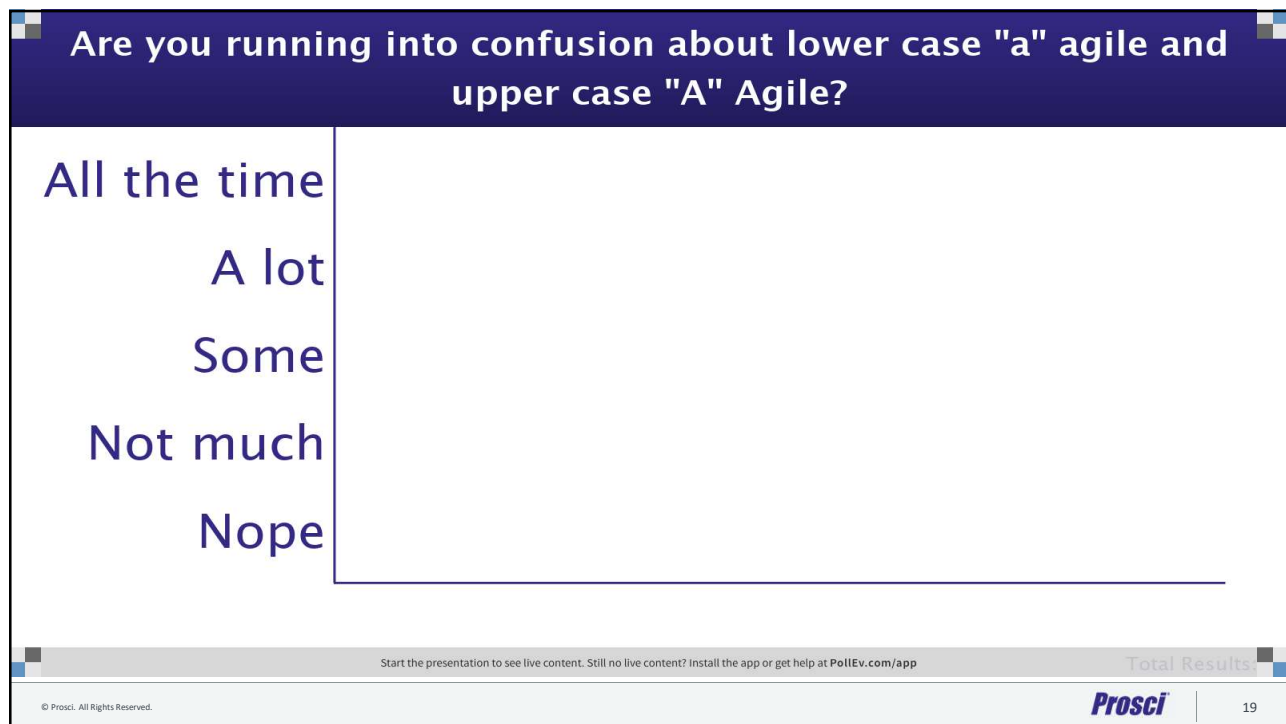 Are you running into confusion about lower case "a" agile and
upper case "A" Agile?
All the time
A lot
Some
Not much
Nope
Start the presentation to see live content. Still no live content? Install the app or get help at PollEv.com/app
Total Results:
© Prosci. All Rights Reserved.
Prosci
19